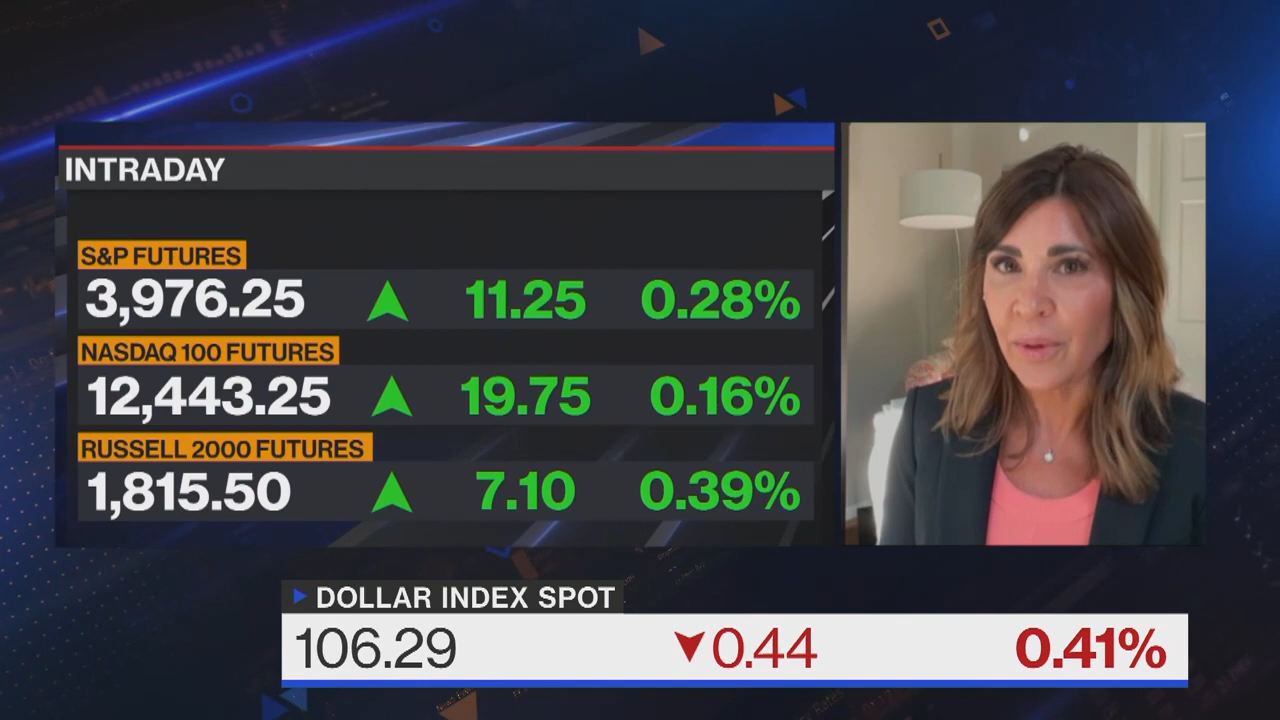 INTRADAY
S&P FUTURES
3,976.25 11.25 0.28%
NASDAQ 100 FUTURES
12,443.25 19.75 0.16%
RUSSELL 2000 FUTURES
1,815.50 7.10 0.39%
DOLLAR INDEX SPOT
106.29 0.44 0.41%